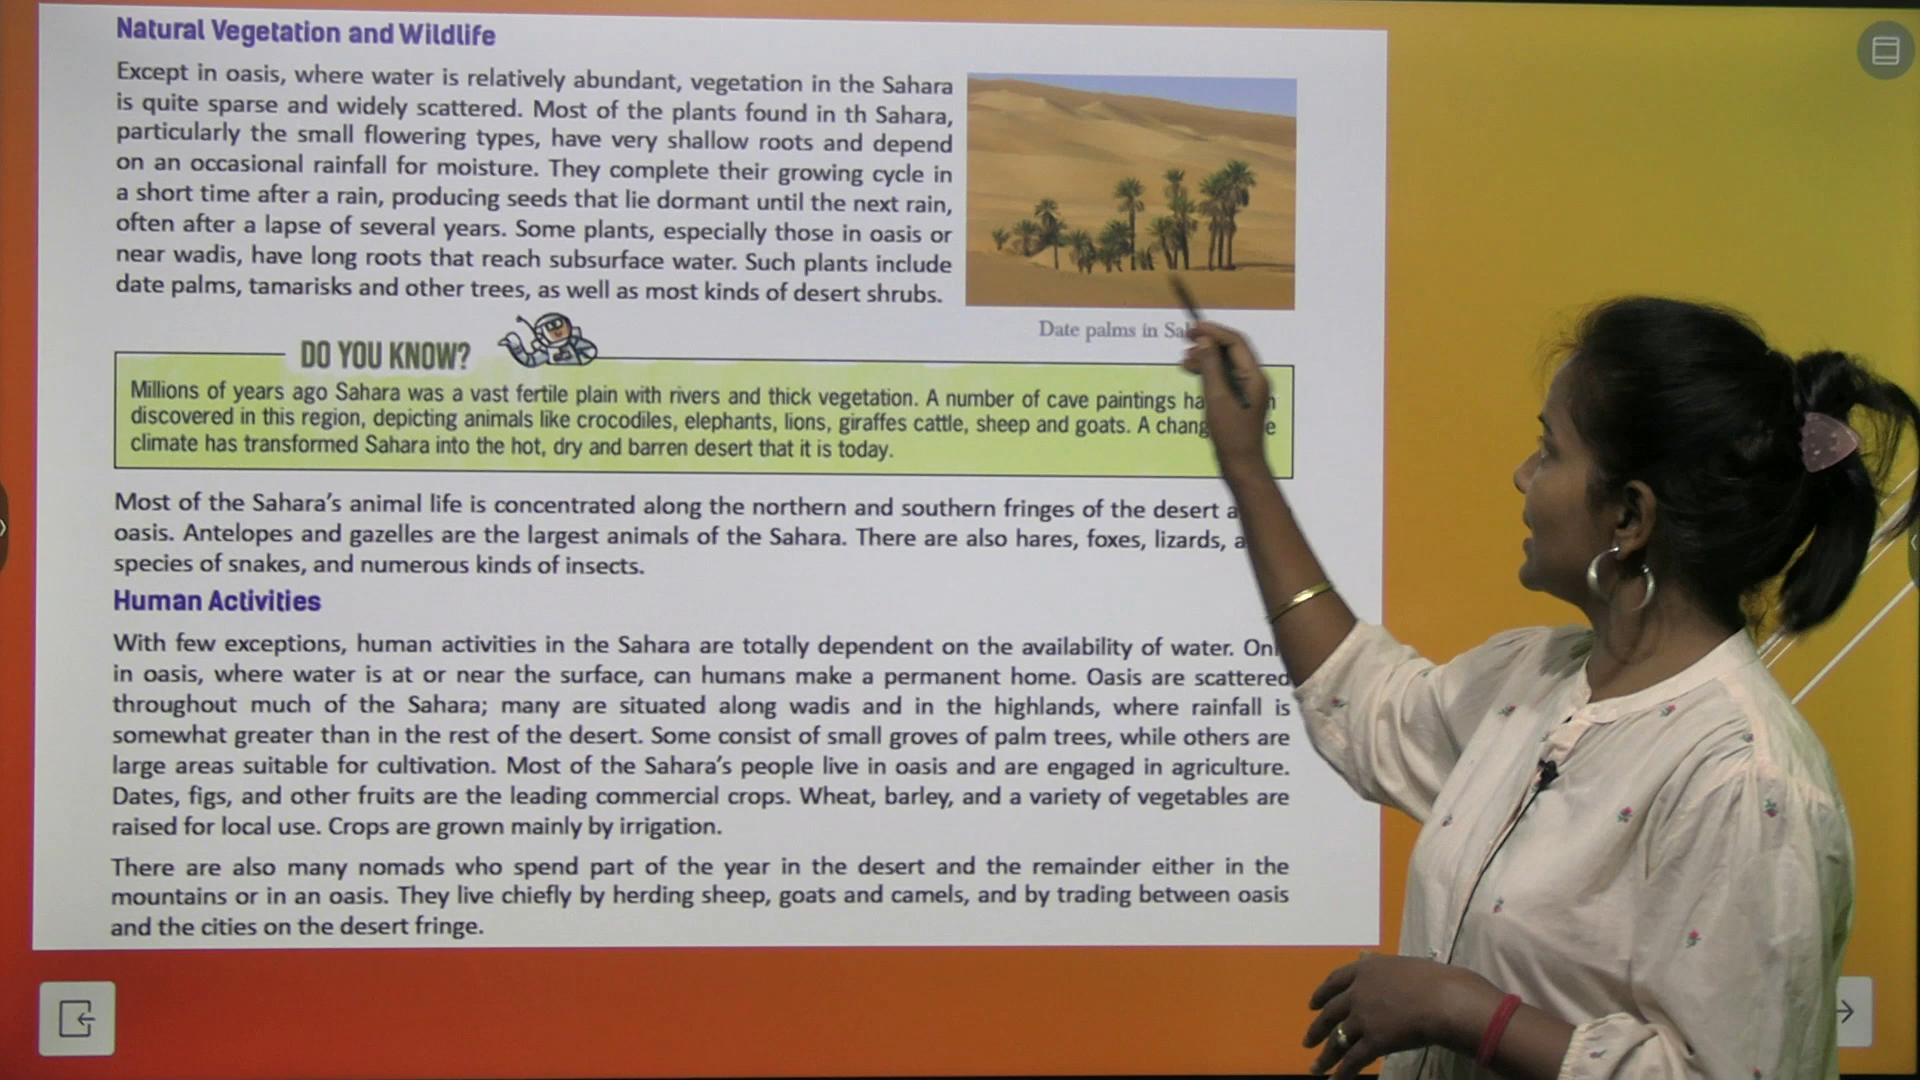 Natural Vegetation and Wildlife
Except in oasis, where water is relatively abundant, vegetation in the Sahara
is quite sparse and widely scattered. Most of the plants found in th Sahara,
particularly the small flowering types, have very shallow roots and depend
on an occasional rainfall for moisture. They complete their growing cycle in
a short time after a rain, producing seeds that lie dormant until the next rain,
often after a lapse of several years. Some plants, especially those in oasis or
near wadis, have long roots that reach subsurface water. Such plants include
date palms, tamarisks and other trees, as well as most kinds of desert shrubs.
Date palms in
DO YOU KNOW?
Millions of years ago Sahara was a vast fertile plain with rivers and thick vegetation. A number of cave paintings
discovered in this region, depicting animals like crocodiles, elephants, lions, giraffes cattle, sheep and goats. A
climate has transformed Sahara into the hot, dry and barren desert that it is today.
Most of the Sahara's animal life is concentrated along the northern and southern fringes of the desert
oasis. Antelopes and gazelles are the largest animals of the Sahara. There are also hares, foxes, lizards,
species of snakes, and numerous kinds of insects.
Human Activities
With few exceptions, human activities in the Sahara are totally dependent on the availability of water.
in oasis, where water is at or near the surface, can humans make a permanent home. Oasis are scattered
throughout much of the Sahara; many are situated along wadis and in the highlands, where rainfall is
somewhat greater than in the rest of the desert. Some consist of small groves of palm trees, while others are
large areas suitable for cultivation. Most of the Sahara's people live in oasis and are engaged in agriculture.
Dates, figs, and other fruits are the leading commercial crops. Wheat, barley, and a variety of vegetables are
raised for local use. Crops are grown mainly by irrigation.
There are also many nomads who spend part of the year in the desert and the remainder either in the
mountains or in an oasis. They live chiefly by herding sheep, goats and camels, and by trading between oasis
and the cities on the desert fringe.